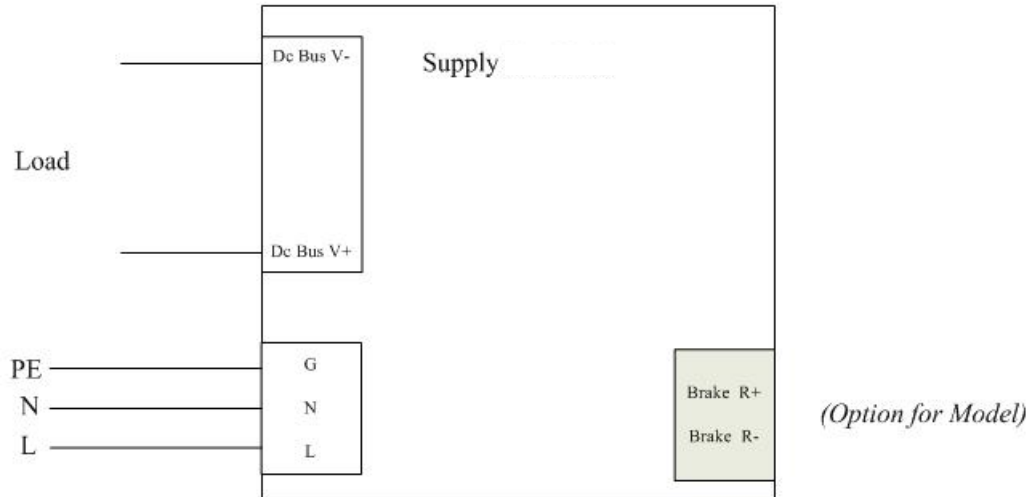 Dc Bus V-
Supply
Load
Dc Bus V+
PE
G
N
N
L
L
Brake R+
Brake R-
(Option for Model)